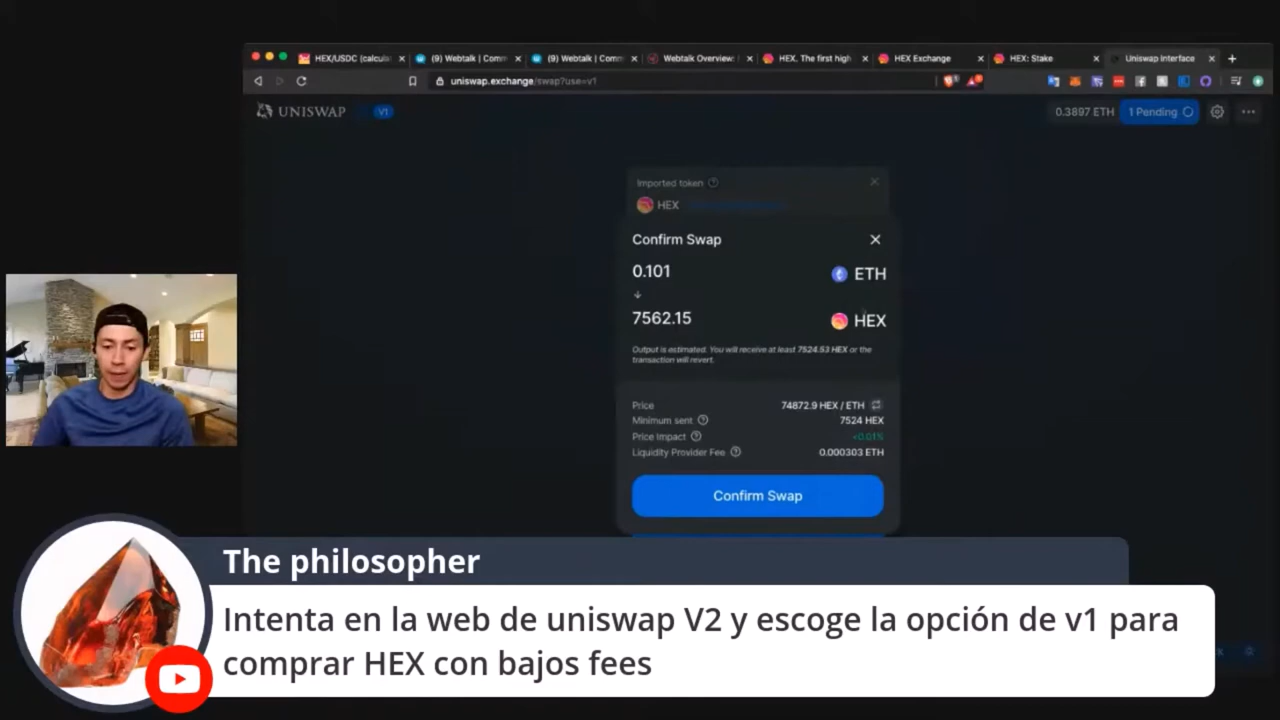 HEX/USDC (calcula
(9) Webtalk | Comm
(9) Webtalk | Comm
Webtalk Overview:
HEX. The first high
HEX Exchange
HEX: Stake
Uniswap Interface
uniswap.exchange/swap?use=v1
UNISWAP V1
0.3897 ETH
1 Pending
Imported token
HEX
Confirm Swap
0.101 ETH
7562.15 HEX
Output is estimated. You will receive at least 7524.53 HEX or the
transaction will revert.
Price 74872.9 HEX / ETH
Minimum sent 7524 HEX
Price Impact <0.01%
Liquidity Provider Fee 0.000303 ETH
Confirm Swap
The philosopher
Intenta en la web de uniswap V2 y escoge la opción de v1 para
comprar HEX con bajos fees